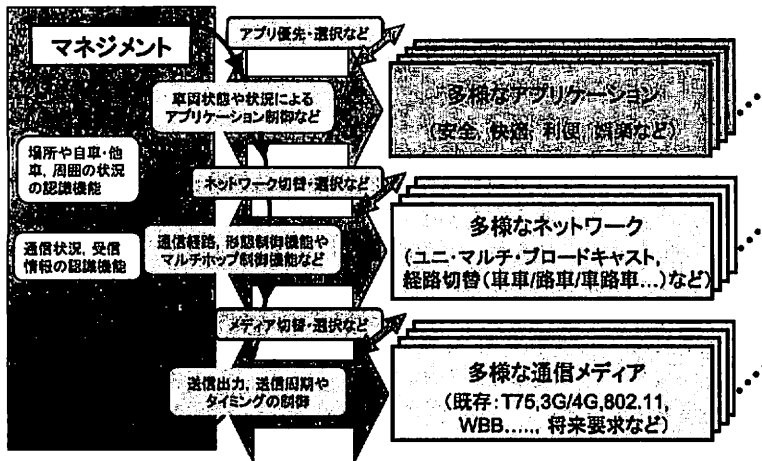 マネジメント
アプリ優先・選択など
車両状態や状況による
アプリケーション制御など
場所や自車・他
車, 周囲の状況
の認識機能
ネットワーク切替・選択など
通信状況, 受信
情報の認識機能
通信経路, 形態制御機能や
マルチホップ制御機能など
メディア切替・選択など
送信出力, 送信周期や
タイミングの制御
多様なアプリケーション
(安全, 快適, 利便, 娯楽など)
多様なネットワーク
(ユニ・マルチ・ブロードキャスト,
経路切替(車車/路車/車路車...)など)
多様な通信メディア
(既存:T75,3G/4G,802.11,
WBB....., 将来要求など)